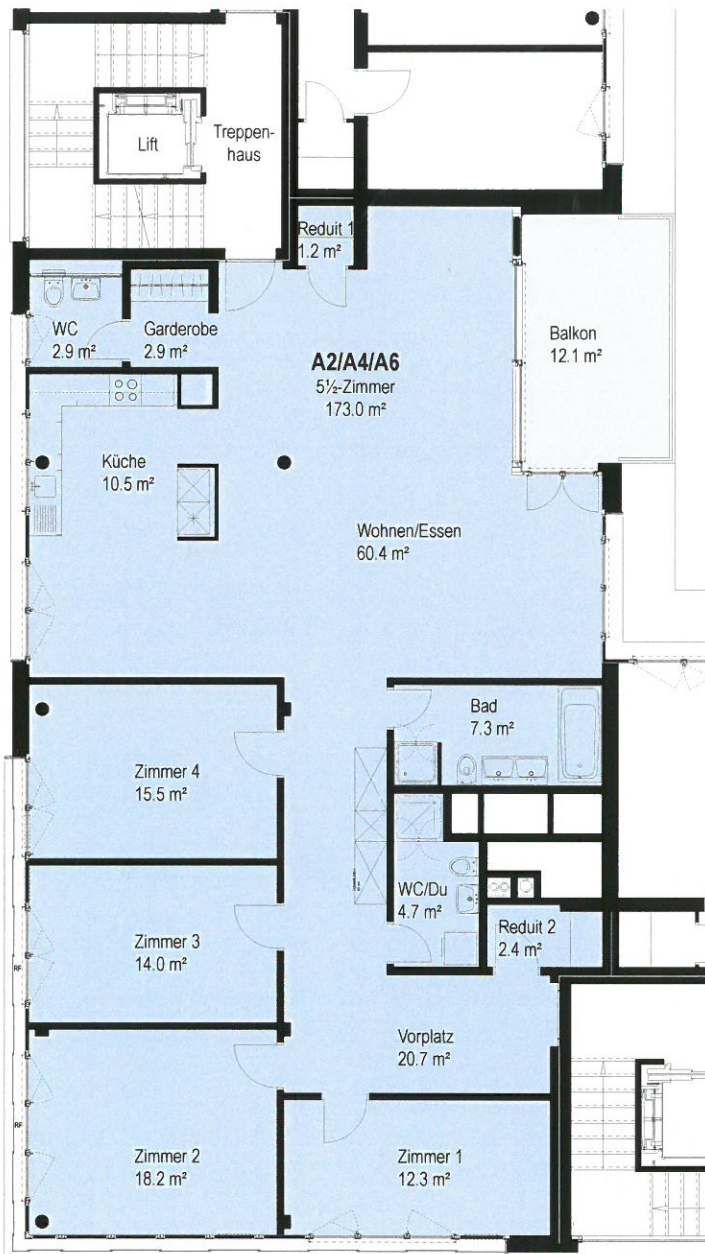 Lift
Treppen-
haus
Reduit 1
1.2 m²
WC
2.9 m²
Garderobe
2.9 m²
A2/A4/A6
5½-Zimmer
173.0 m²
Balkon
12.1 m²
Küche
10.5 m²
Wohnen/Essen
60.4 m²
Bad
7.3 m²
Zimmer 4
15.5 m²
WC/Du
4.7 m²
Zimmer 3
14.0 m²
Reduit 2
2.4 m²
RF
Vorplatz
20.7 m²
RF
Zimmer 2
18.2 m²
Zimmer 1
12.3 m²